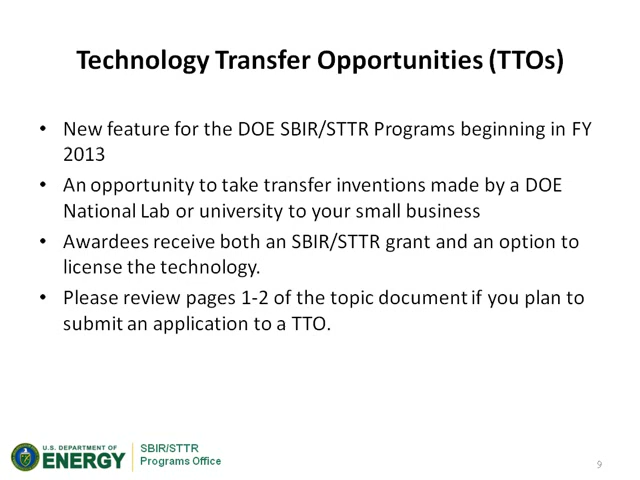 Technology Transfer Opportunities (TTOs)
• New feature for the DOE SBIR/STTR Programs beginning in FY
2013
• An opportunity to take transfer inventions made by a DOE
National Lab or university to your small business
• Awardees receive both an SBIR/STTR grant and an option to
license the technology.
• Please review pages 1-2 of the topic document if you plan to
submit an application to a TTO.
U.S. DEPARTMENT OF
ENERGY
SBIR/STTR
Programs Office
9